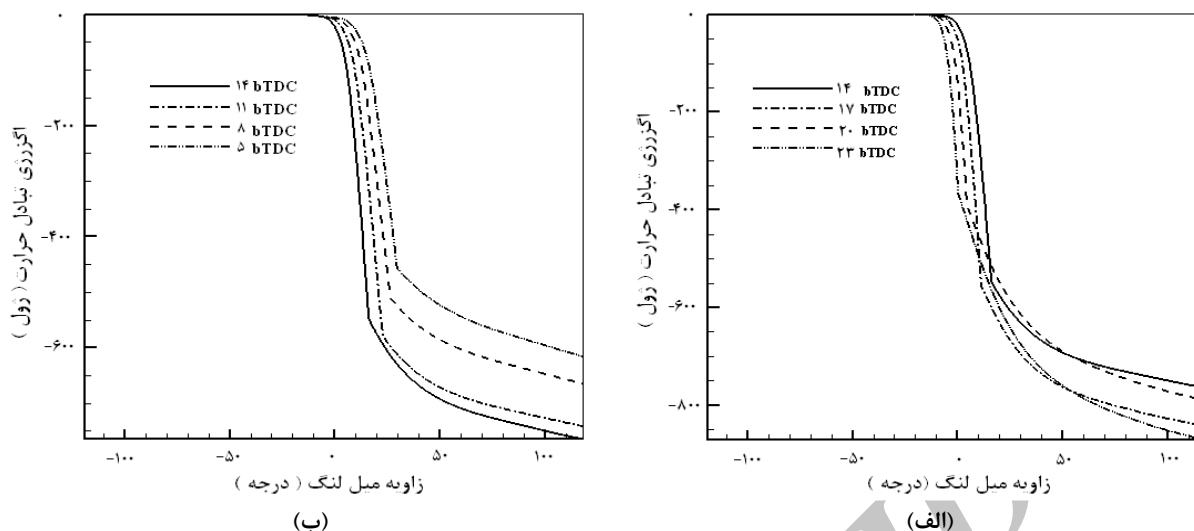 ۰
-۲۰۰
-۴۰۰
-۶۰۰
-۸۰۰
۱۴ bTDC
۱۷ bTDC
۲۰ bTDC
۲۳ bTDC
اگزرژی تبادل حرارت ( ژول )
-۱۰۰
-۵۰
۰
۵۰
۱۰۰
زاویه میل لنگ (درجه )
(الف)
۰
-۲۰۰
-۴۰۰
-۶۰۰
۱۴ bTDC
۱۱ bTDC
۸ bTDC
۵ bTDC
اگزرژی تبادل حرارت ( ژول )
-۱۰۰
-۵۰
۰
۵۰
۱۰۰
زاویه میل لنگ ( درجه )
(ب)